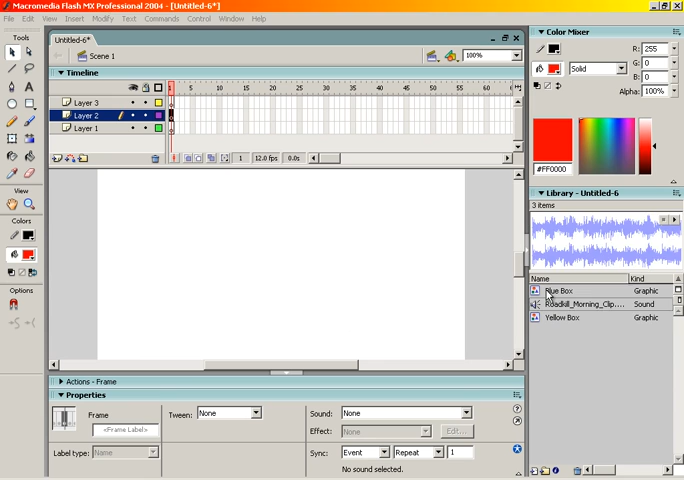 Macromedia Flash MX Professional 2004 - [Untitled-6*]
File Edit View Insert Modify Text Commands Control Window Help
Tools
View
Colors
Options
Untitled-6*
Scene 1
100%
Timeline
1 5 10 15 20 25 30 35 40 45 50 55 60
Layer 3
Layer 2
Layer 1
1 12.0 fps 0.0s
Actions - Frame
Properties
Frame
<Frame Label>
Label type: Name
Tween: None
Sound: None
Effect: None Edit...
Sync: Event Repeat 1
No sound selected.
Color Mixer
R: 255
Solid G: 0
B: 0
Alpha: 100%
#FF0000
Library - Untitled-6
3 items
Name Kind
Blue Box Graphic
Roadkill_Morning_Clip.... Sound
Yellow Box Graphic